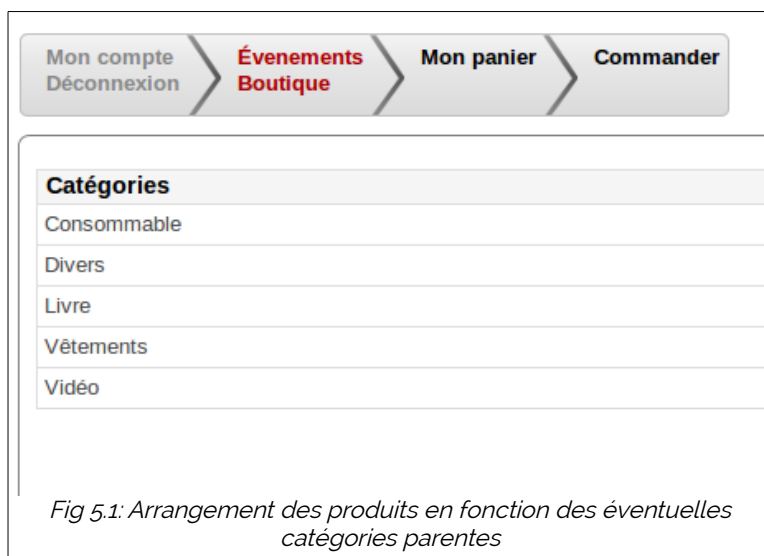 Mon compte
Déconnexion
Évenements
Boutique
Mon panier
Commander
Catégories
Consommable
Divers
Livre
Vêtements
Vidéo
Fig 5.1: Arrangement des produits en fonction des éventuelles
catégories parentes